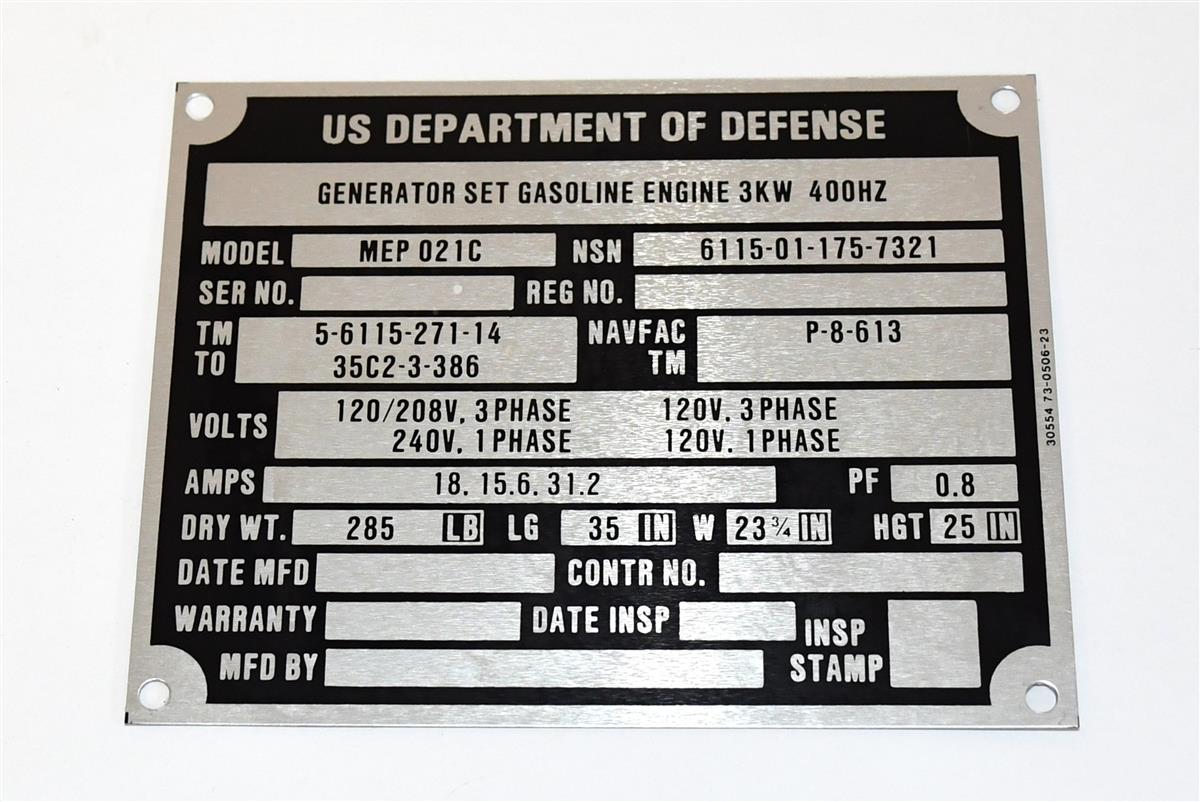 US DEPARTMENT OF DEFENSE
GENERATOR SET GASOLINE ENGINE 3KW 400HZ
MODEL MEP 021C NSN 6115-01-175-7321
SER NO. REG NO.
TM 5-6115-271-14 NAVFAC P-8-613
TO 35C2-3-386 TM
VOLTS 120/208V, 3 PHASE 120V. 3 PHASE
240V, 1 PHASE 120V. 1 PHASE
AMPS 18. 15.6. 31.2 PF 0.8
DRY WT. 285 LB LG 35 IN W 23 ¾ IN HGT 25 IN
DATE MFD CONTR NO.
WARRANTY DATE INSP INSP
MFD BY STAMP
30554 73-0506-23